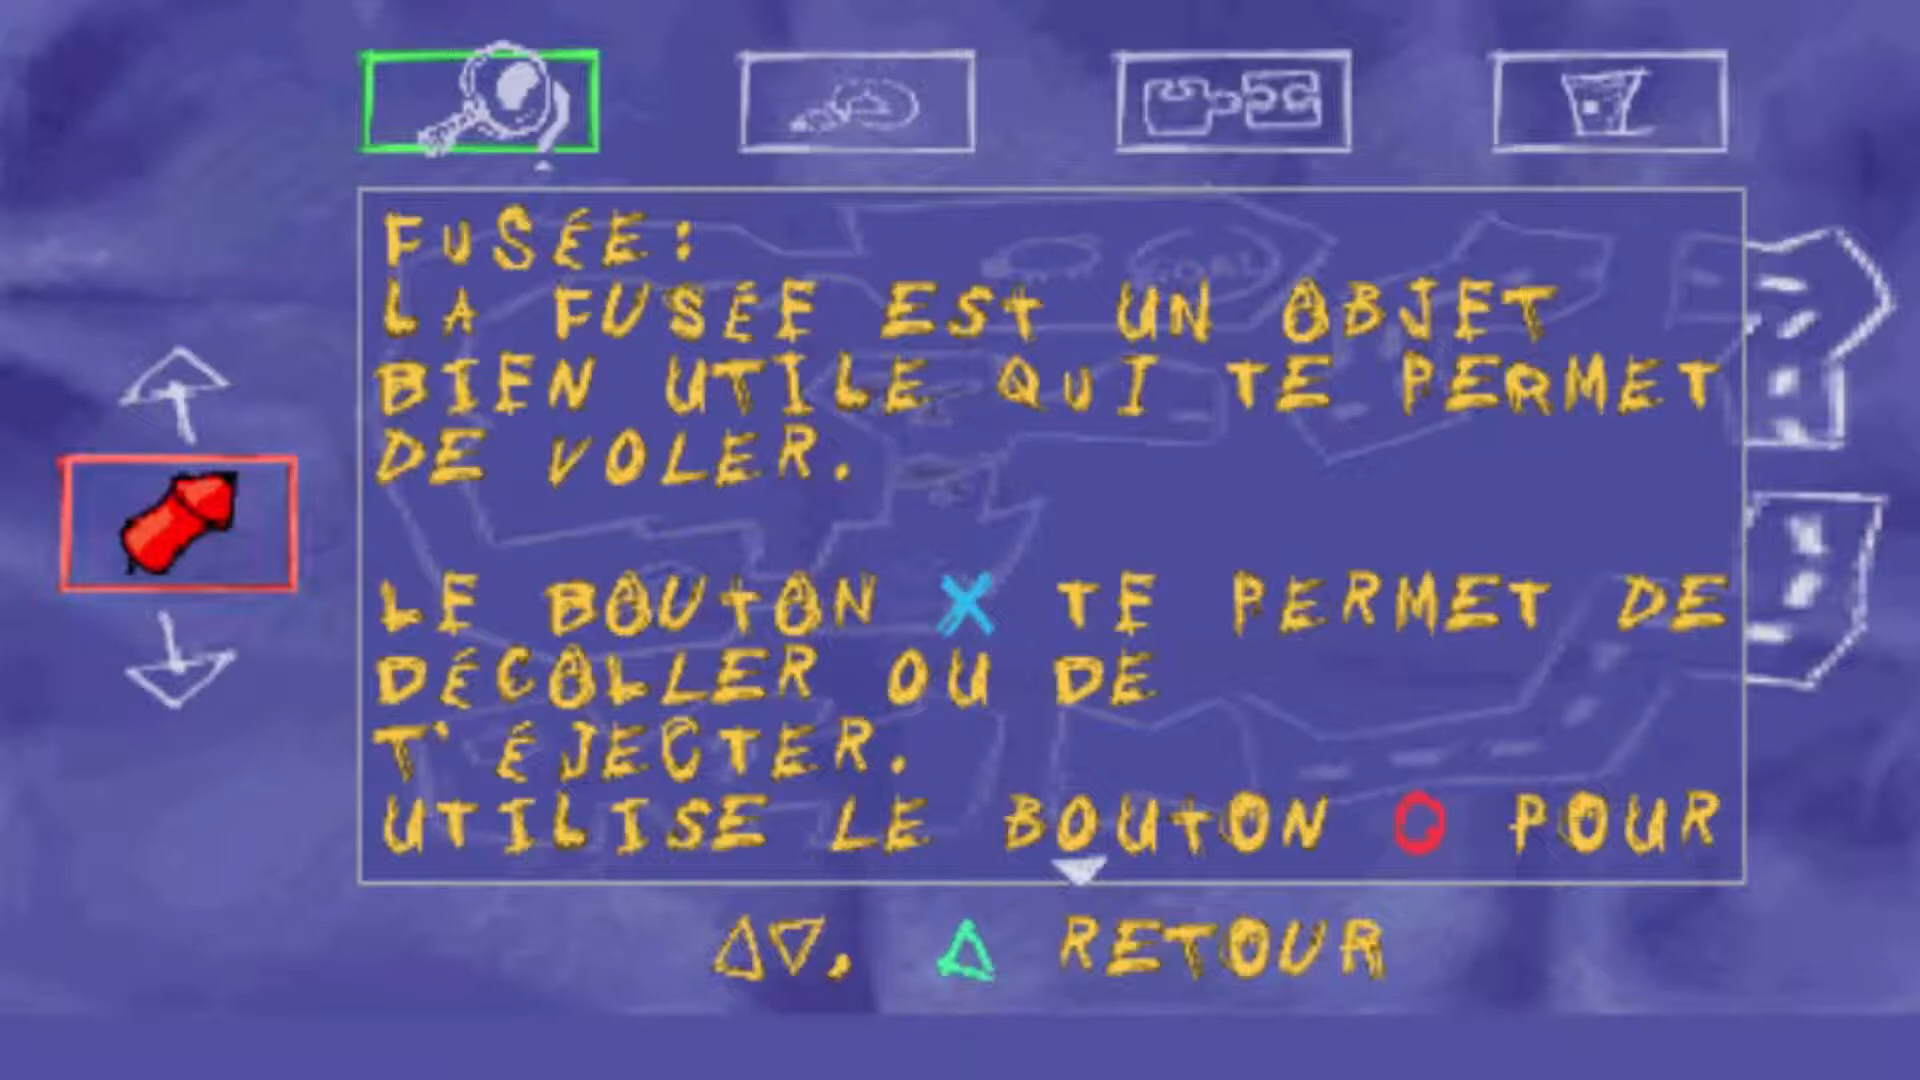 GOAL
FUSÉE:
LA FUSÉE EST UN OBJET
BIEN UTILE QUI TE PERMET
DE VOLER.
LE BOUTON X TE PERMET DE
DÉCOLLER OU DE
T'ÉJECTER.
UTILISE LE BOUTON O POUR
△▽. △ RETOUR